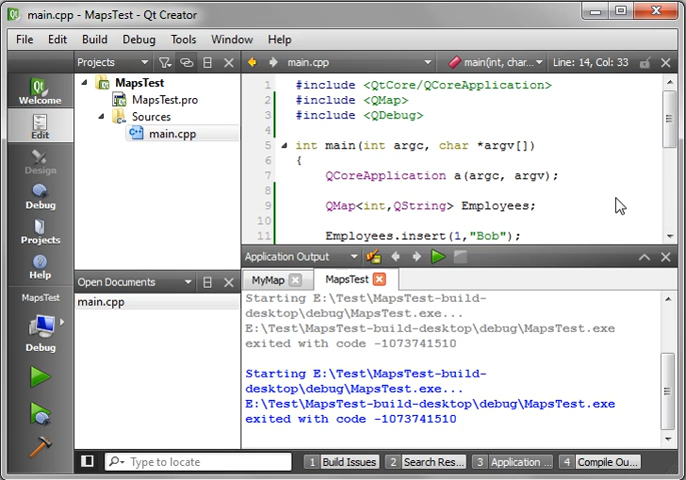 main.cpp - MapsTest - Qt Creator
File Edit Build Debug Tools Window Help
Projects
main.cpp
main(int, char...
Line: 14, Col: 33
Welcome
Edit
Design
Debug
Projects
Help
MapsTest
Debug
MapsTest
MapsTest.pro
Sources
main.cpp
Open Documents
main.cpp
1 #include <QtCore/QCoreApplication>
2 #include <QMap>
3 #include <QDebug>
4
5 int main(int argc, char *argv[])
6 {
7 QCoreApplication a(argc, argv);
8
9 QMap<int,QString> Employees;
10
11 Employees.insert(1,"Bob");
Application Output
MyMap
MapsTest
Starting E:\Test\MapsTest-build-
desktop\debug\MapsTest.exe...
E:\Test\MapsTest-build-desktop\debug\MapsTest.exe
exited with code -1073741510
Starting E:\Test\MapsTest-build-
desktop\debug\MapsTest.exe...
E:\Test\MapsTest-build-desktop\debug\MapsTest.exe
exited with code -1073741510
Type to locate
1 Build Issues
2 Search Res...
3 Application ...
4 Compile Ou...